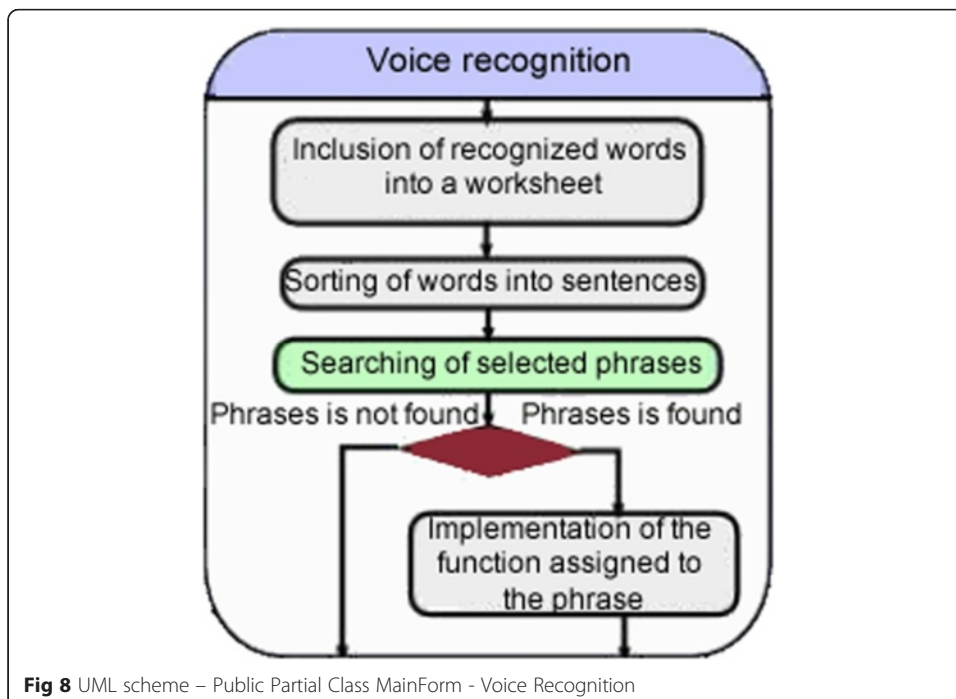 Voice recognition
Inclusion of recognized words
into a worksheet
Sorting of words into sentences
Searching of selected phrases
Phrases is not found
Phrases is found
Implementation of the
function assigned to
the phrase
Fig 8 UML scheme – Public Partial Class MainForm - Voice Recognition